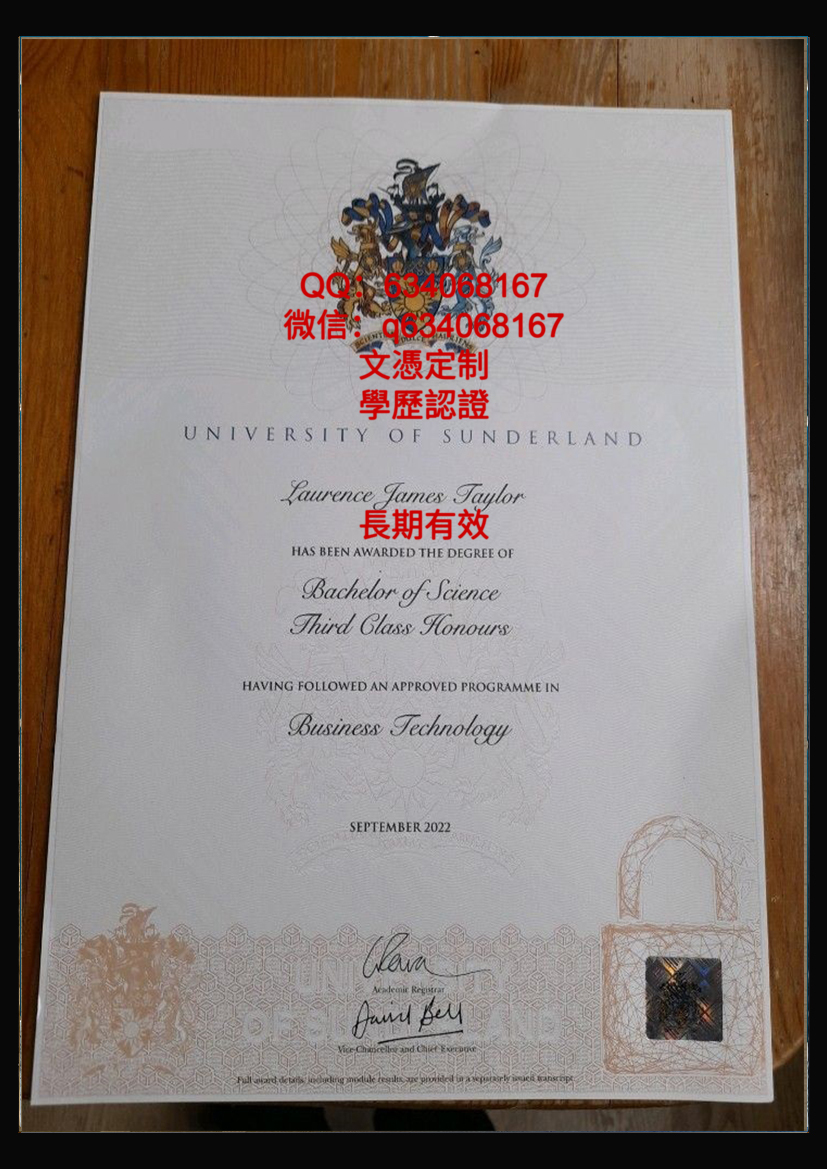 QQ：634068167
微信：q634068167
文憑定制
學歷認證
UNIVERSITY OF SUNDERLAND
Laurence James Taylor
長期有效
HAS BEEN AWARDED THE DEGREE OF
Bachelor of Science
Third Class Honours
HAVING FOLLOWED AN APPROVED PROGRAMME IN
Business Technology
SEPTEMBER 2022
Academic Registrar
David Bell
Vice-Chancellor and Chief Executive
Full award details, including module results, are provided in a separately issued transcript